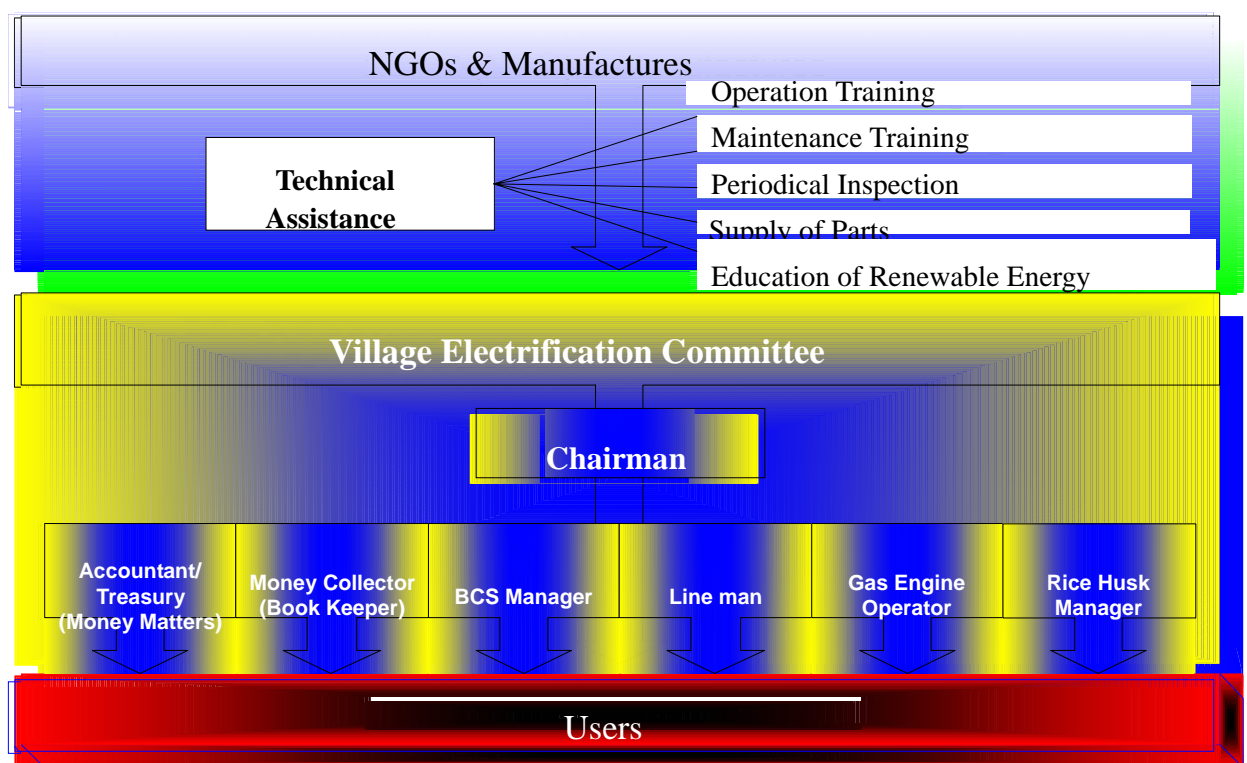 NGOs & Manufactures
Operation Training
Maintenance Training
Technical
Assistance
Periodical Inspection
Supply of Parts
Education of Renewable Energy
Village Electrification Committee
Chairman
Accountant/
Treasury
(Money Matters)
Money Collector
(Book Keeper)
BCS Manager
Line man
Gas Engine
Operator
Rice Husk
Manager
Users